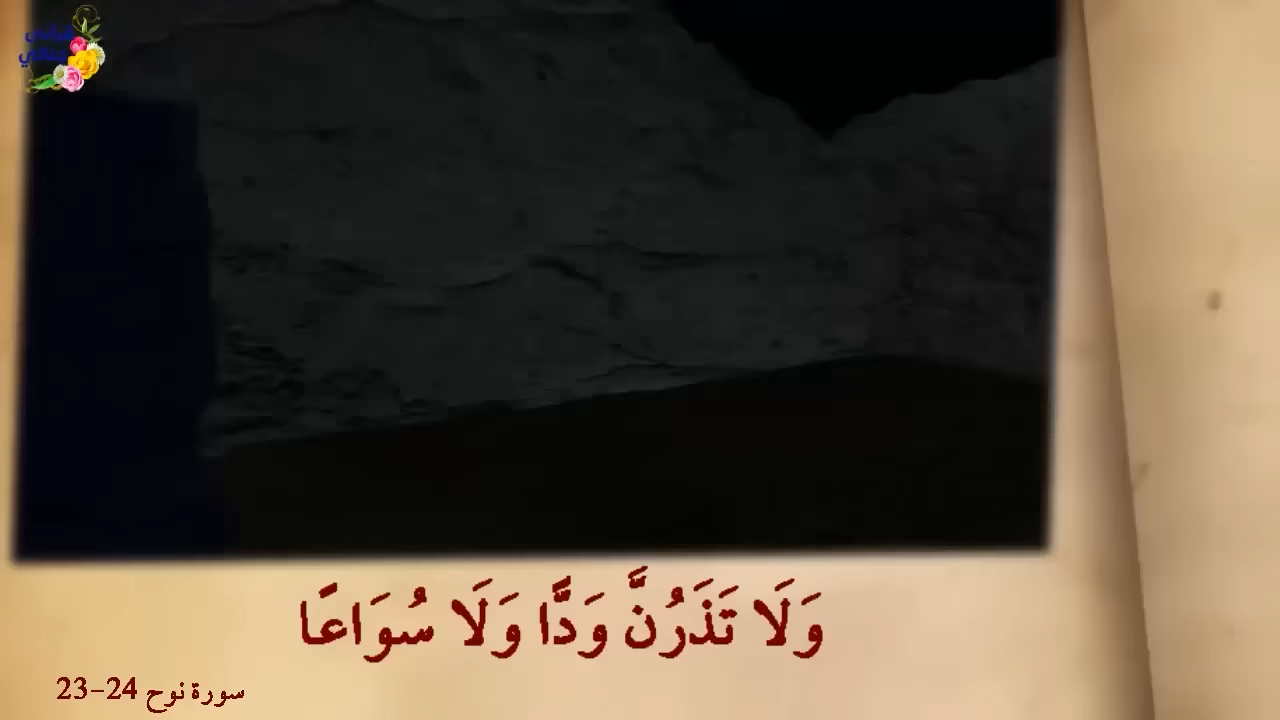 وَلَا تَذَرُنَّ وَدًّا وَلَا سُوَاعًا
سورة نوح 24-23